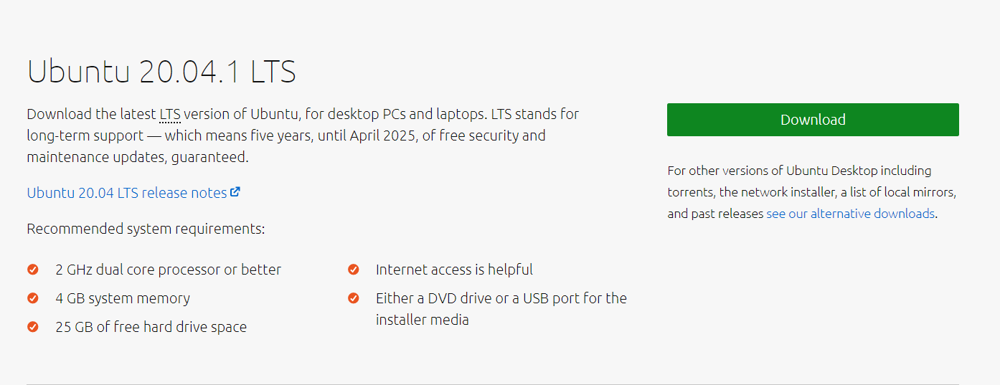 Ubuntu 20.04.1 LTS
Download the latest LTS version of Ubuntu, for desktop PCs and laptops. LTS stands for
long-term support — which means five years, until April 2025, of free security and
maintenance updates, guaranteed.
Ubuntu 20.04 LTS release notes
Recommended system requirements:
2 GHz dual core processor or better
4 GB system memory
25 GB of free hard drive space
Internet access is helpful
Either a DVD drive or a USB port for the
installer media
Download
For other versions of Ubuntu Desktop including
torrents, the network installer, a list of local mirrors,
and past releases see our alternative downloads.